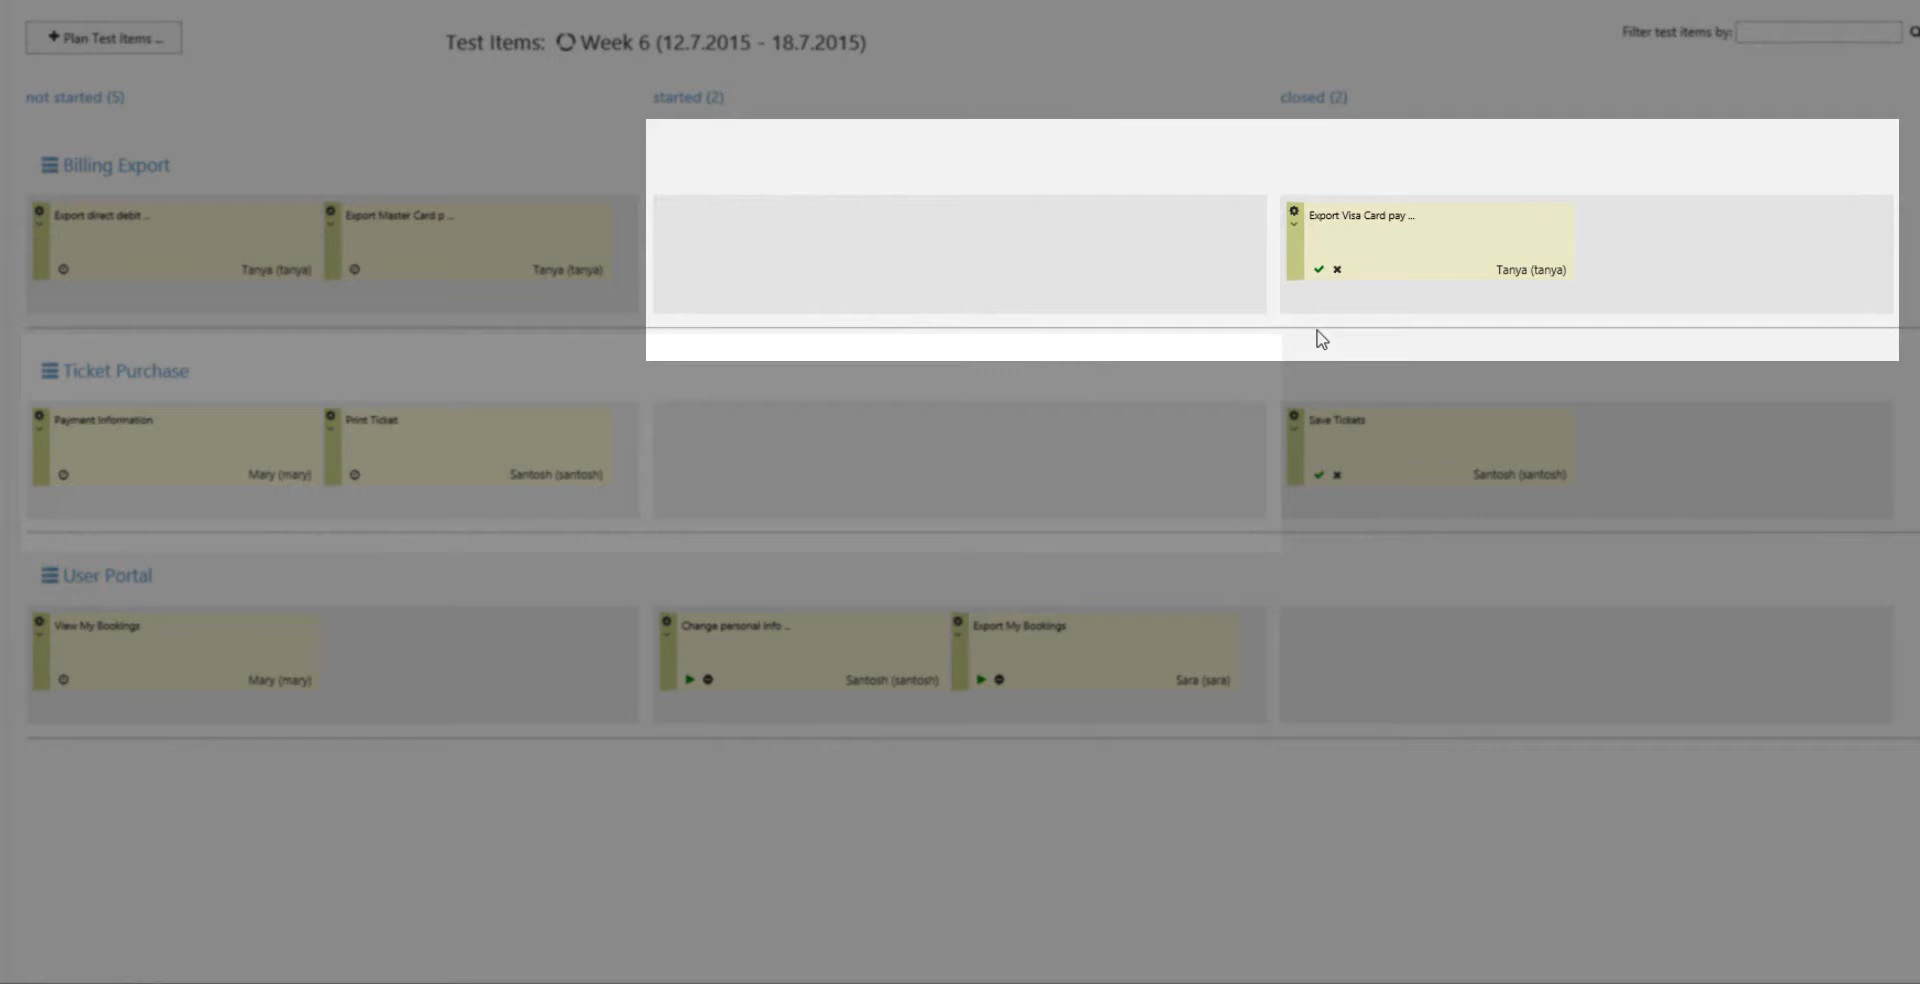 Plan Test Items ...
Test Items: Week 6 (12.7.2015 - 18.7.2015)
Filter test items by:
not started (5)
started (2)
closed (2)
Billing Export
Export direct debit ...
Export Master Card p ...
Export Visa Card pay ...
Tanya (tanya)
Tanya (tanya)
Tanya (tanya)
Ticket Purchase
Payment Information
Print Ticket
Save Tickets
Mary (mary)
Santosh (santosh)
Santosh (santosh)
User Portal
View My Bookings
Change personal info ...
Export My Bookings
Mary (mary)
Santosh (santosh)
Sara (sara)